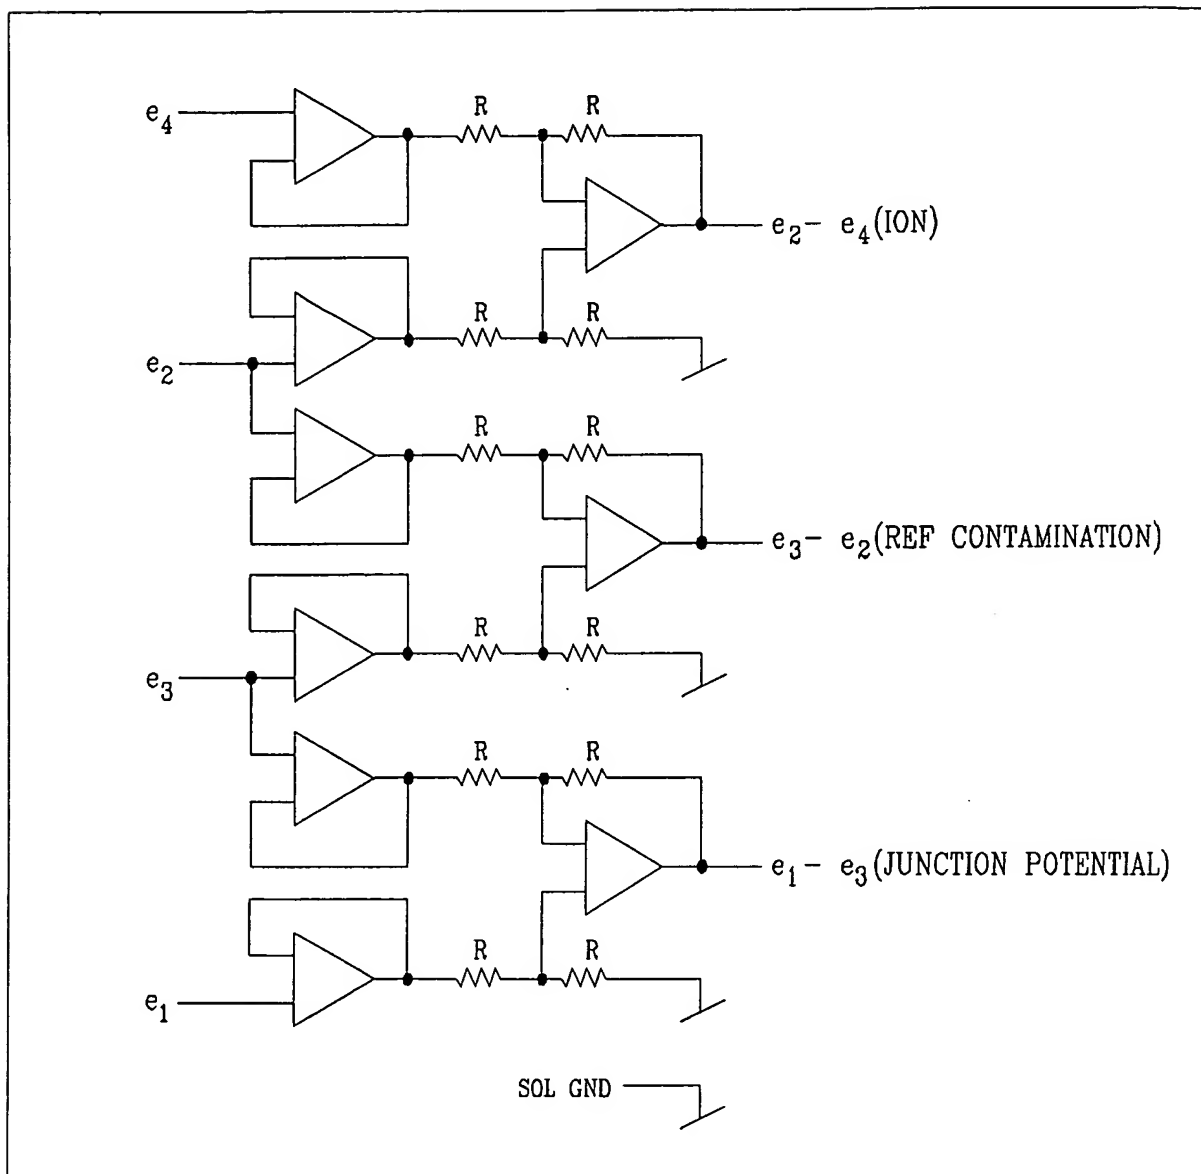 e₄
R R
e₂ – e₄ (ION)
R R
e₂
R R
e₃ – e₂ (REF CONTAMINATION)
R R
e₃
R R
e₁ – e₃ (JUNCTION POTENTIAL)
R R
e₁
SOL GND